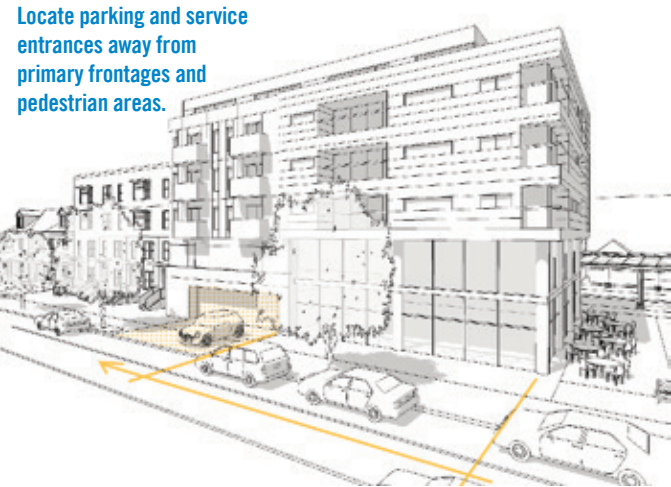 Locate parking and service
entrances away from
primary frontages and
pedestrian areas.